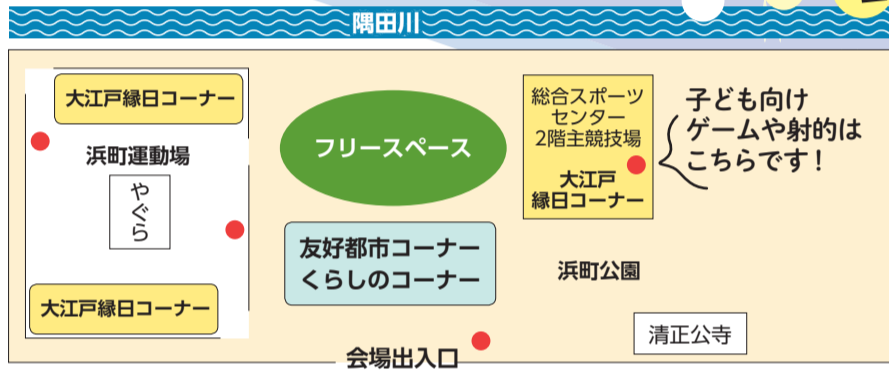 隅田川
大江戸縁日コーナー
浜町運動場
やぐら
大江戸縁日コーナー
フリースペース
友好都市コーナー
くらしのコーナー
会場出入口
総合スポーツ
センター
2階主競技場
大江戸
縁日コーナー
子ども向け
ゲームや射的は
こちらです!
浜町公園
清正公寺